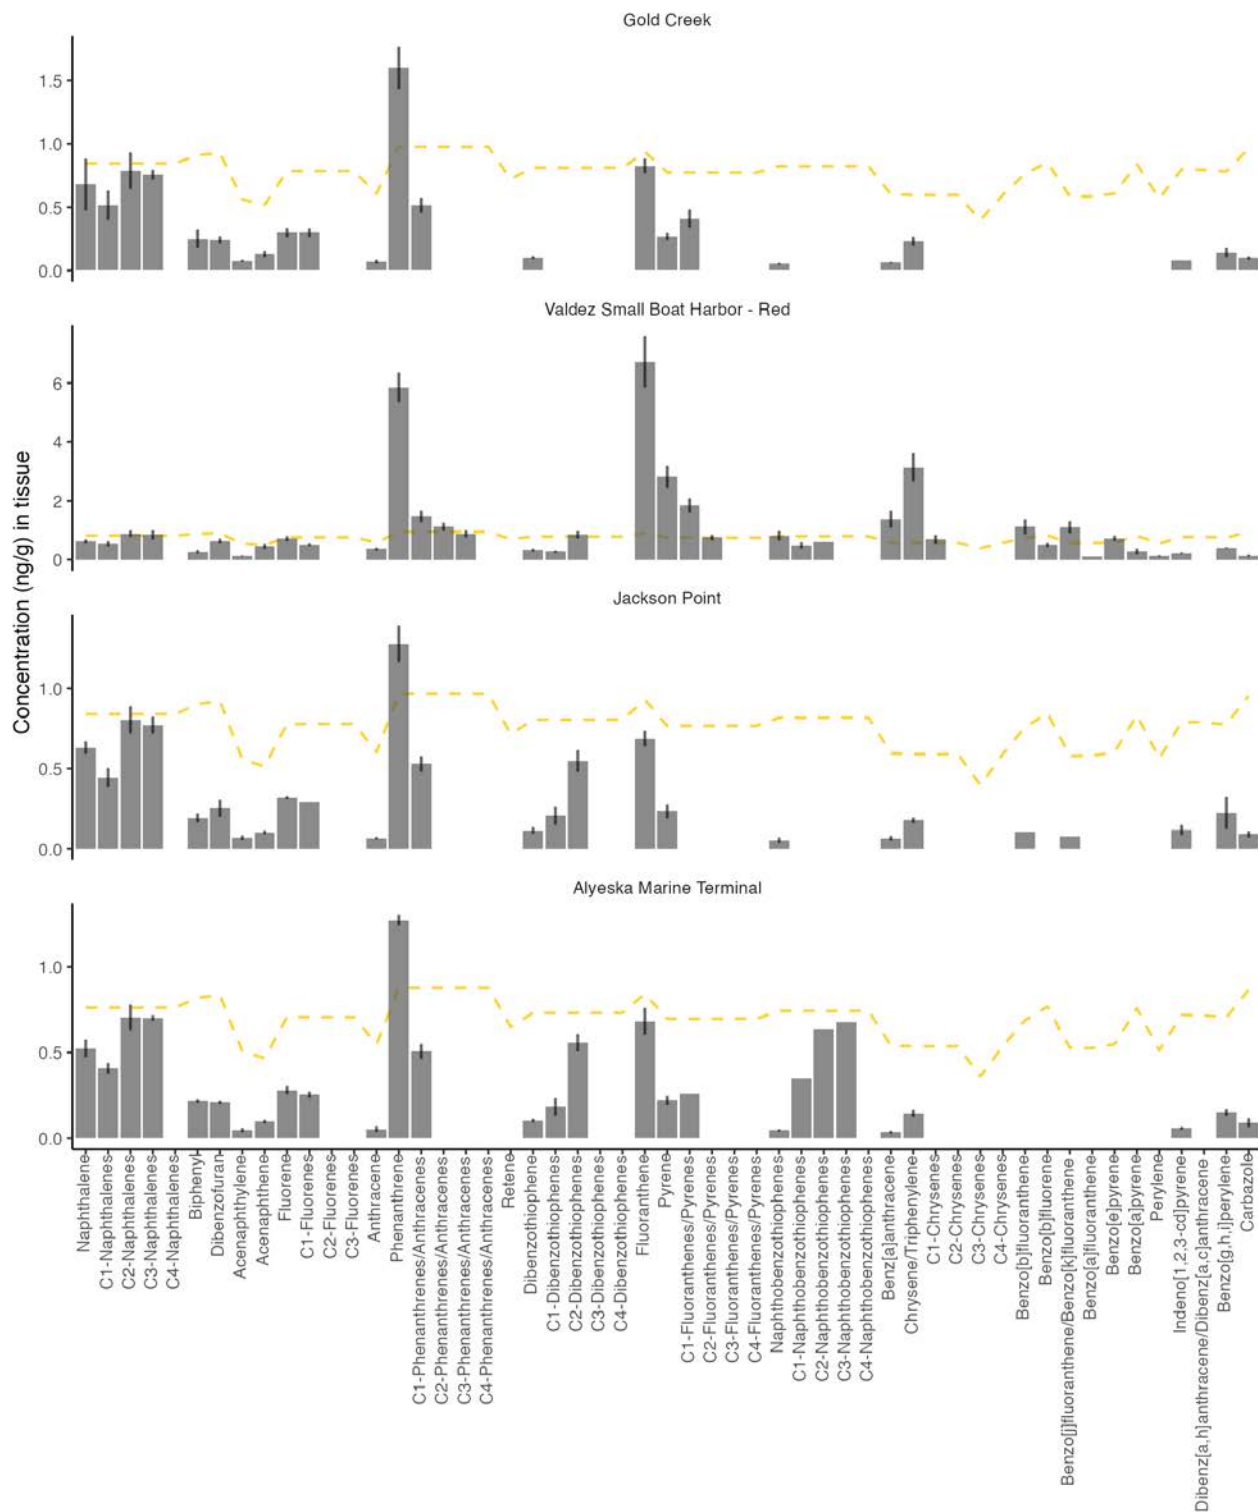 Gold Creek
1.5
1.0
0.5
0.0
Valdez Small Boat Harbor - Red
6
4
2
0
Concentration (ng/g) in tissue
Jackson Point
1.0
0.5
0.0
Alyeska Marine Terminal
1.0
0.5
0.0
Naphthalene
C1-Naphthalenes
C2-Naphthalenes
C3-Naphthalenes
C4-Naphthalenes
Biphenyl
Dibenzofuran
Acenaphthylene
Acenaphthene
Fluorene
C1-Fluorenes
C2-Fluorenes
C3-Fluorenes
Anthracene
Phenanthrene
C1-Phenanthrenes/Anthracenes
C2-Phenanthrenes/Anthracenes
C3-Phenanthrenes/Anthracenes
C4-Phenanthrenes/Anthracenes
Retene
Dibenzothiophene
C1-Dibenzothiophenes
C2-Dibenzothiophenes
C3-Dibenzothiophenes
C4-Dibenzothiophenes
Fluoranthene
Pyrene
C1-Fluoranthenes/Pyrenes
C2-Fluoranthenes/Pyrenes
C3-Fluoranthenes/Pyrenes
C4-Fluoranthenes/Pyrenes
Naphthobenzothiophenes
C1-Naphthobenzothiophenes
C2-Naphthobenzothiophenes
C3-Naphthobenzothiophenes
C4-Naphthobenzothiophenes
Benz[a]anthracene
Chrysene/Triphenylene
C1-Chrysenes
C2-Chrysenes
C3-Chrysenes
C4-Chrysenes
Benzo[b]fluoranthene
Benzo[b]fluorene
Benzo[j]fluoranthene/Benzo[k]fluoranthene
Benzo[a]fluoranthene
Benzo[e]pyrene
Benzo[a]pyrene
Perylene
Indeno[1,2,3-cd]pyrene
Dibenz[a,h]anthracene/Dibenz[a,c]anthracene
Benzo[g,h,i]perylene
Carbazole